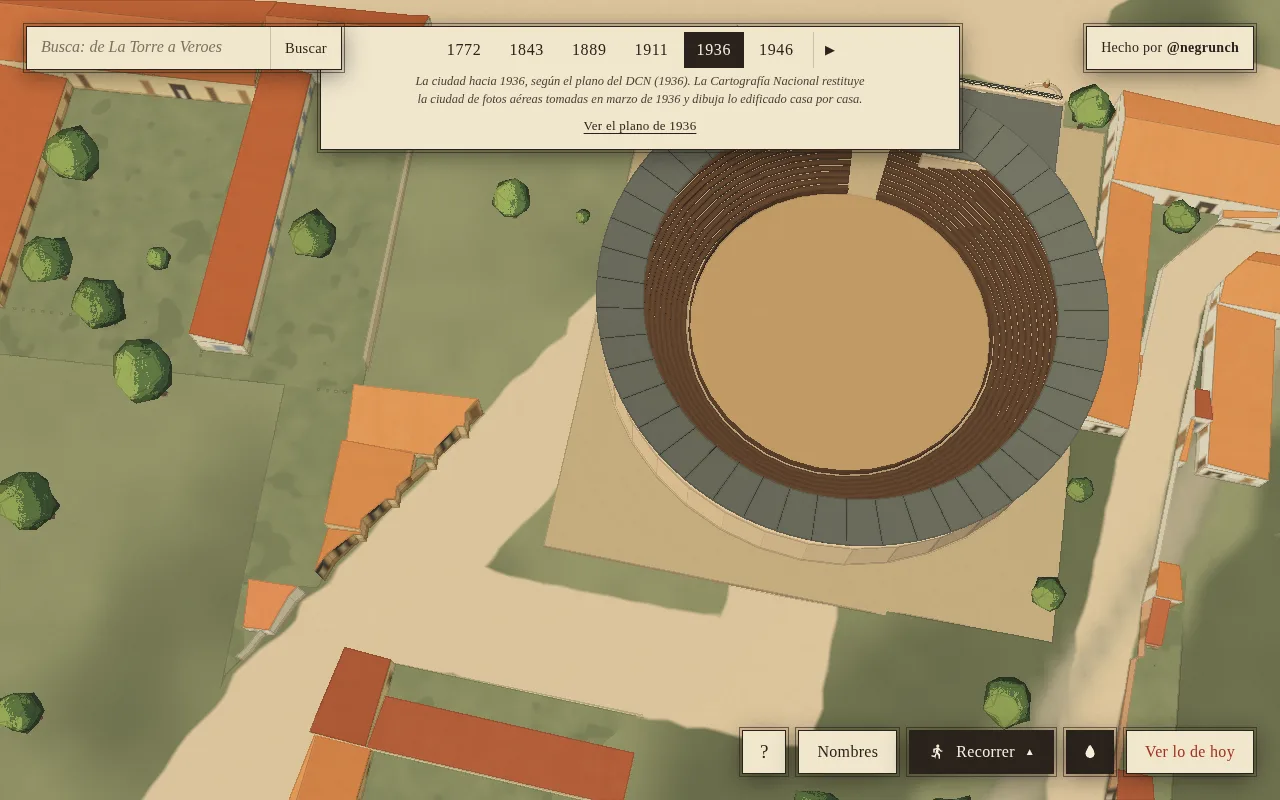 Busca: de La Torre a Veroes
Buscar
1772 1843 1889 1911 1936 1946 ▶
La ciudad hacia 1936, según el plano del DCN (1936). La Cartografía Nacional restituye
la ciudad de fotos aéreas tomadas en marzo de 1936 y dibuja lo edificado casa por casa.
Ver el plano de 1936
Hecho por @negrunch
?
Nombres
Recorrer ▲
Ver lo de hoy